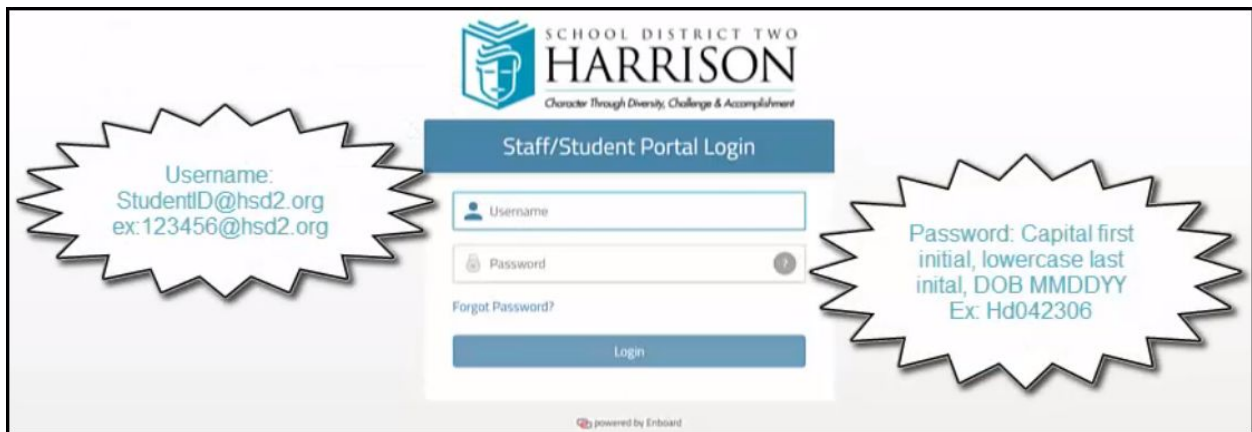 SCHOOL DISTRICT TWO
HARRISON
Character Through Diversity, Challenge & Accomplishment
Staff/Student Portal Login
Username:
StudentID@hsd2.org
ex:123456@hsd2.org
Username
Password
?
Forgot Password?
Login
Password: Capital first
initial, lowercase last
inital, DOB MMDDYY
Ex: Hd042306
powered by Enboard